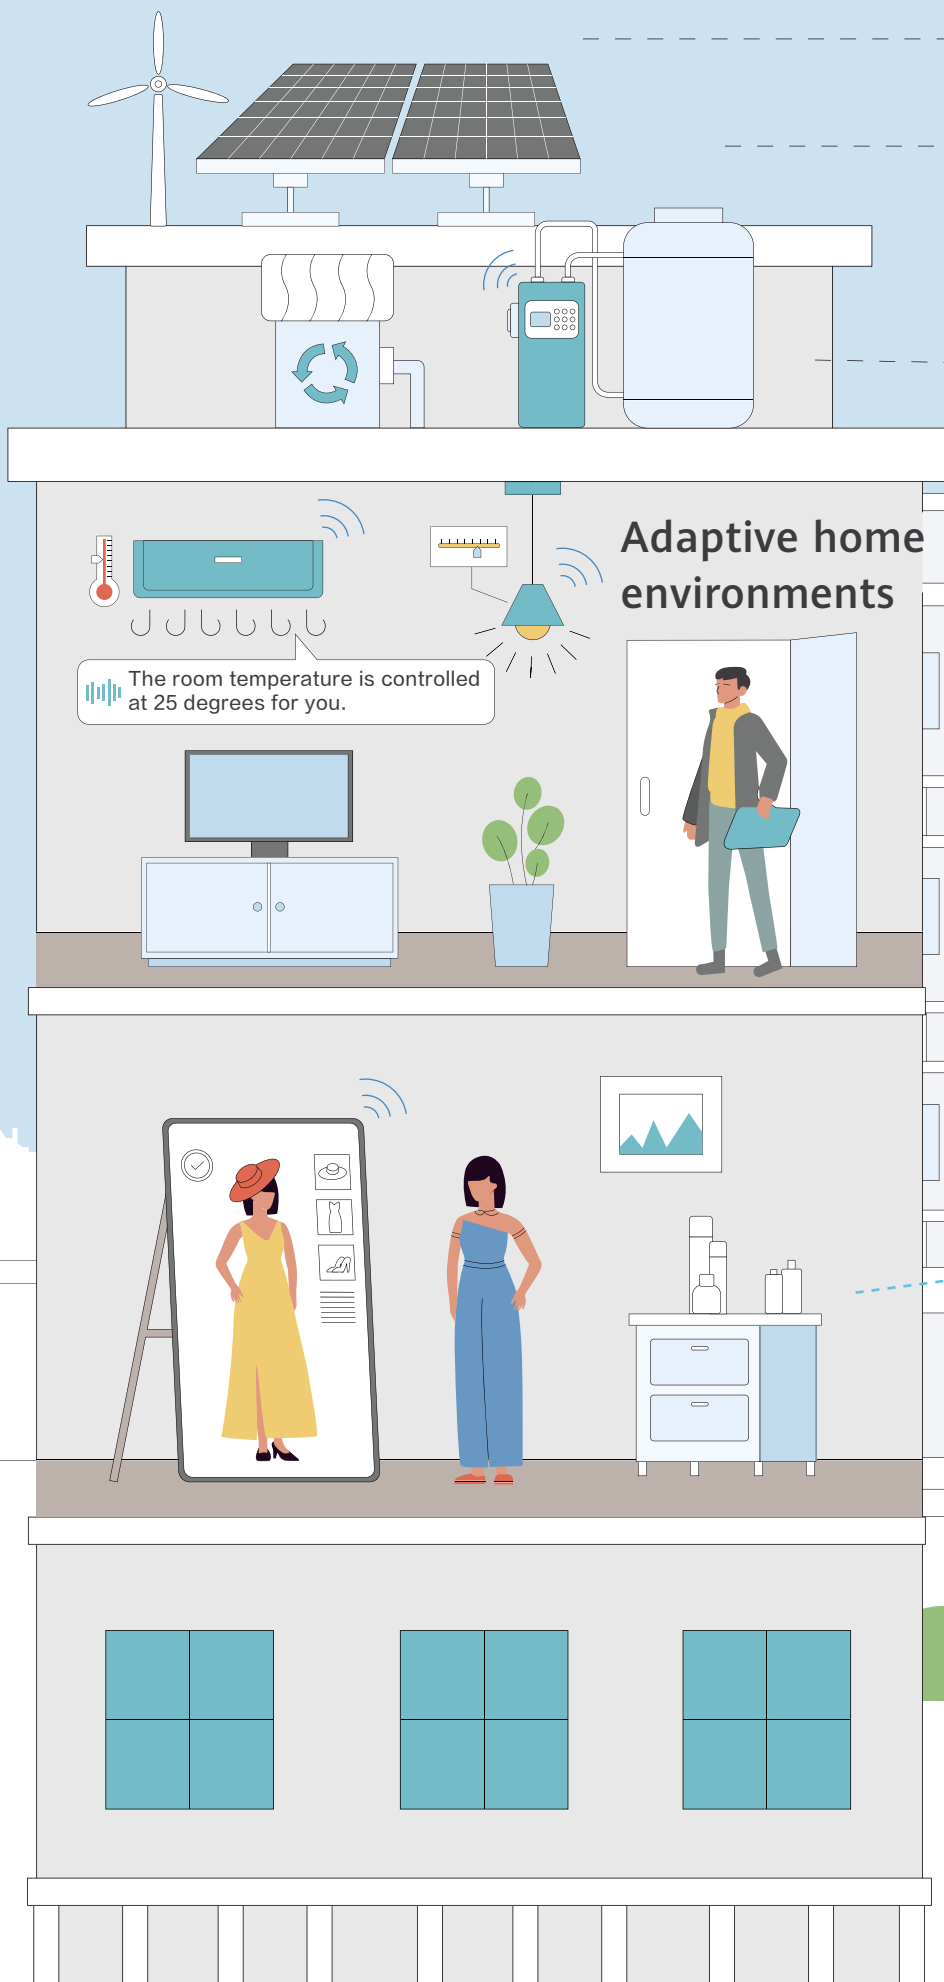 Adaptive home
environments
The room temperature is controlled
at 25 degrees for you.